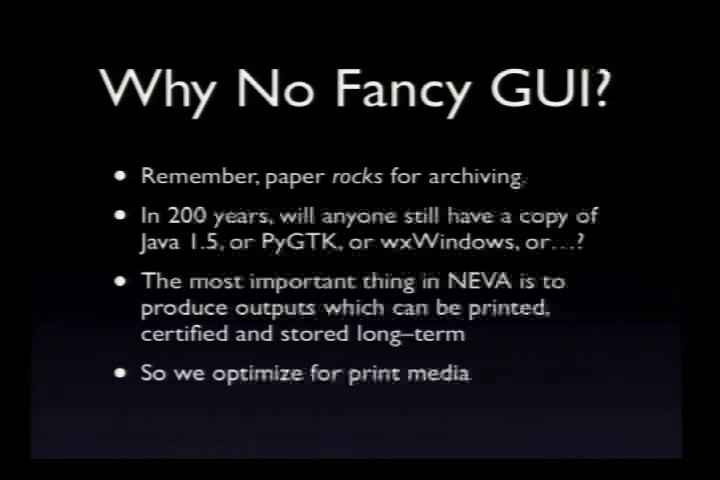 Why No Fancy GUI?
• Remember, paper rocks for archiving.
• In 200 years, will anyone still have a copy of
Java 1.5, or PyGTK, or wxWindows, or…?
• The most important thing in NEVA is to
produce outputs which can be printed,
certified and stored long–term
• So we optimize for print media